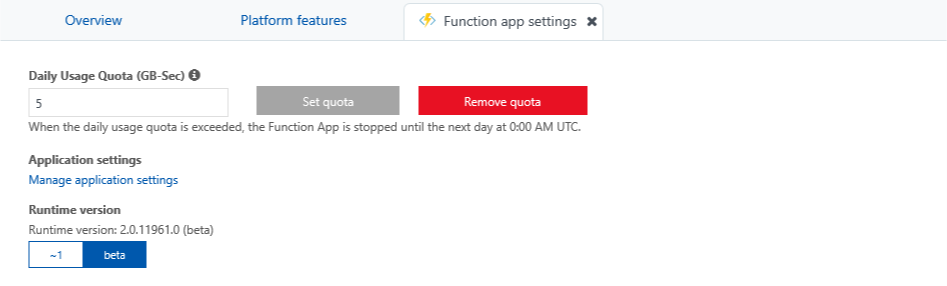 Overview Platform features Function app settings
Daily Usage Quota (GB-Sec)
5 Set quota Remove quota
When the daily usage quota is exceeded, the Function App is stopped until the next day at 0:00 AM UTC.
Application settings
Manage application settings
Runtime version
Runtime version: 2.0.11961.0 (beta)
~1 beta